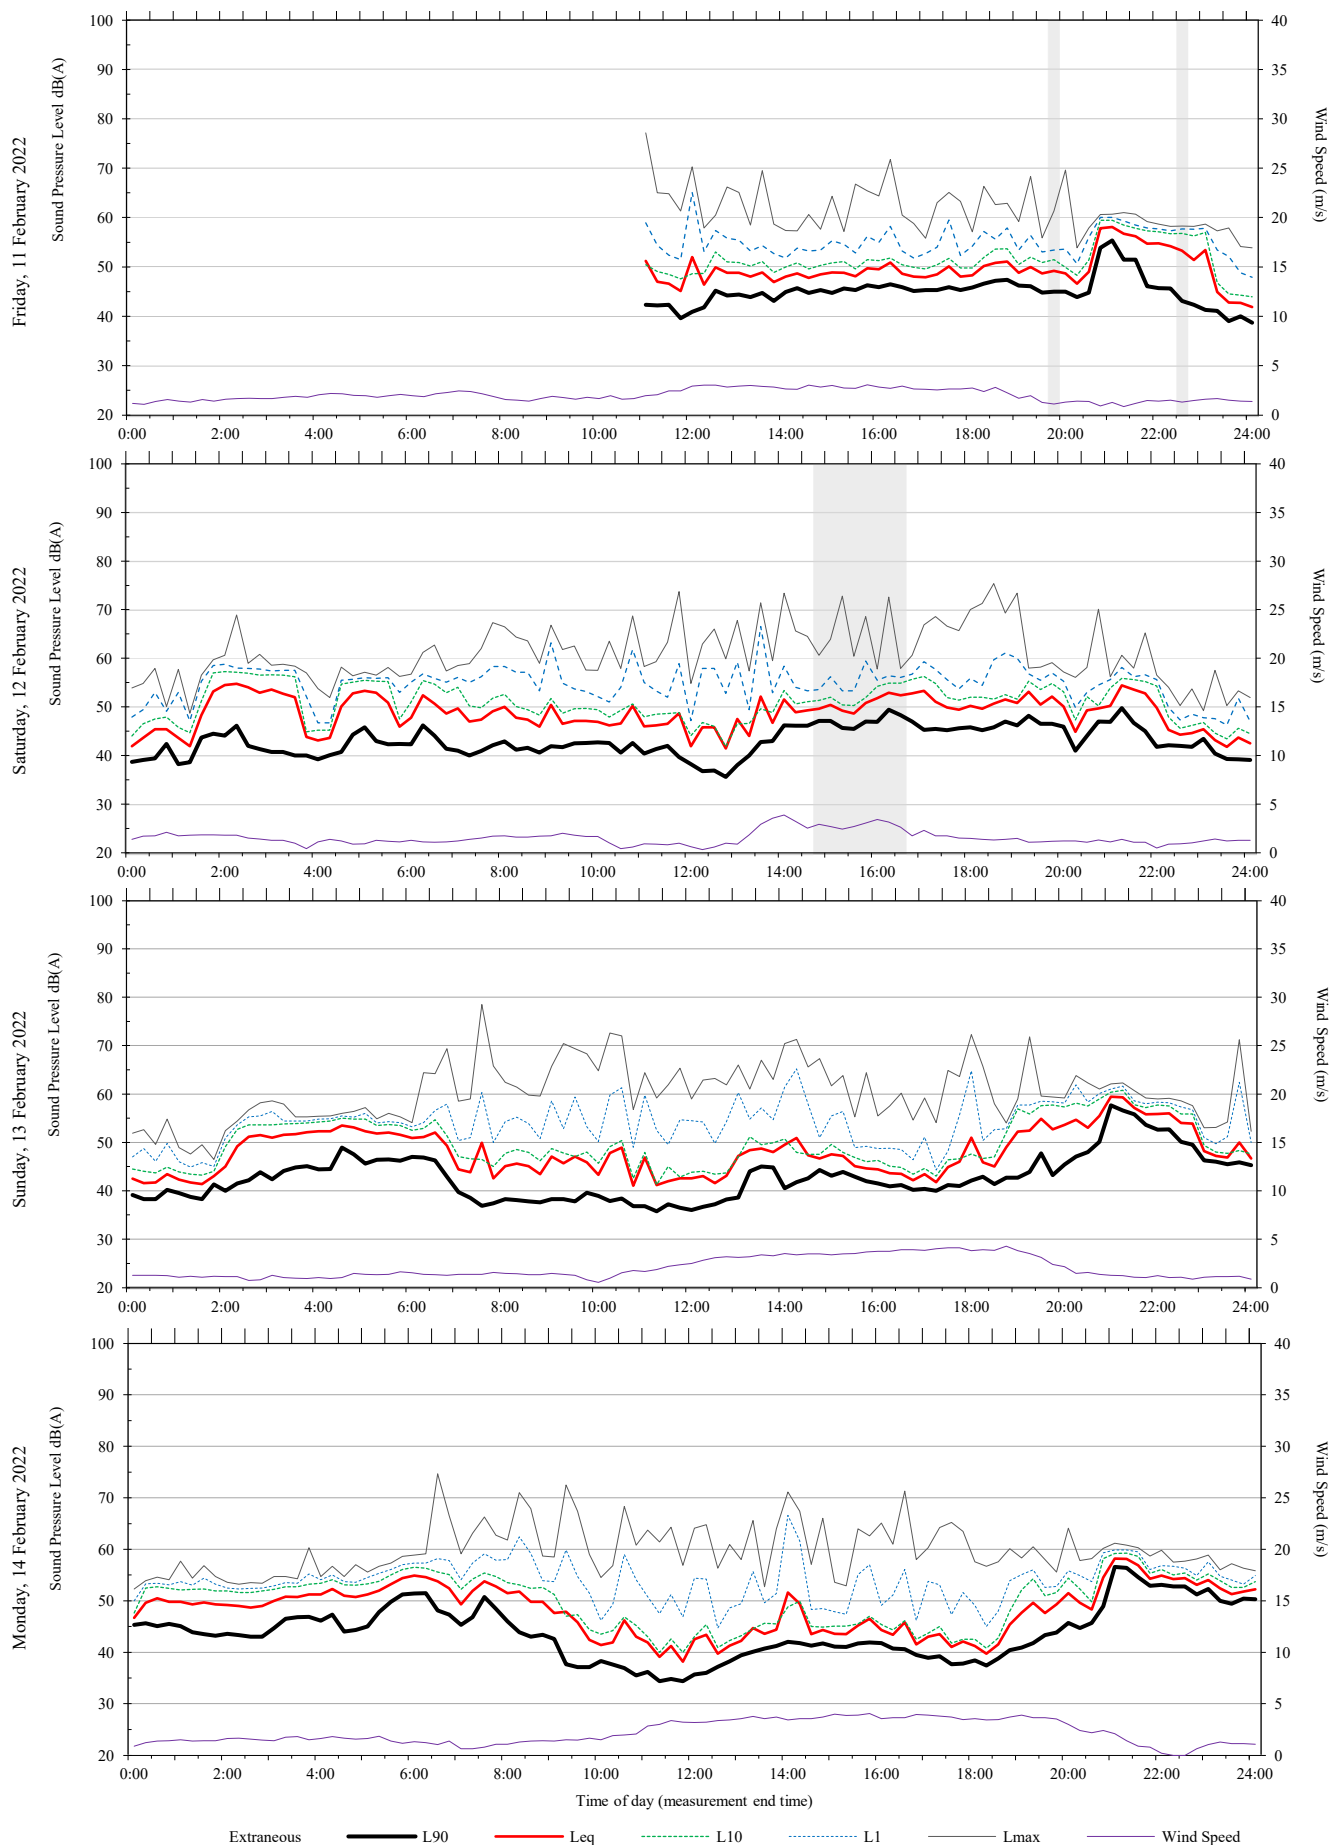 Friday, 11 February 2022
Sound Pressure Level dB(A)
100 90 80 70 60 50 40 30 20
40 35 30 25 20 15 10 5 0
Wind Speed (m/s)
0:00 2:00 4:00 6:00 8:00 10:00 12:00 14:00 16:00 18:00 20:00 22:00 24:00
Saturday, 12 February 2022
Sound Pressure Level dB(A)
100 90 80 70 60 50 40 30 20
40 35 30 25 20 15 10 5 0
Wind Speed (m/s)
0:00 2:00 4:00 6:00 8:00 10:00 12:00 14:00 16:00 18:00 20:00 22:00 24:00
Sunday, 13 February 2022
Sound Pressure Level dB(A)
100 90 80 70 60 50 40 30 20
40 35 30 25 20 15 10 5 0
Wind Speed (m/s)
0:00 2:00 4:00 6:00 8:00 10:00 12:00 14:00 16:00 18:00 20:00 22:00 24:00
Monday, 14 February 2022
Sound Pressure Level dB(A)
100 90 80 70 60 50 40 30 20
40 35 30 25 20 15 10 5 0
Wind Speed (m/s)
0:00 2:00 4:00 6:00 8:00 10:00 12:00 14:00 16:00 18:00 20:00 22:00 24:00
Time of day (measurement end time)
Extraneous L90 Leq L10 L1 Lmax Wind Speed